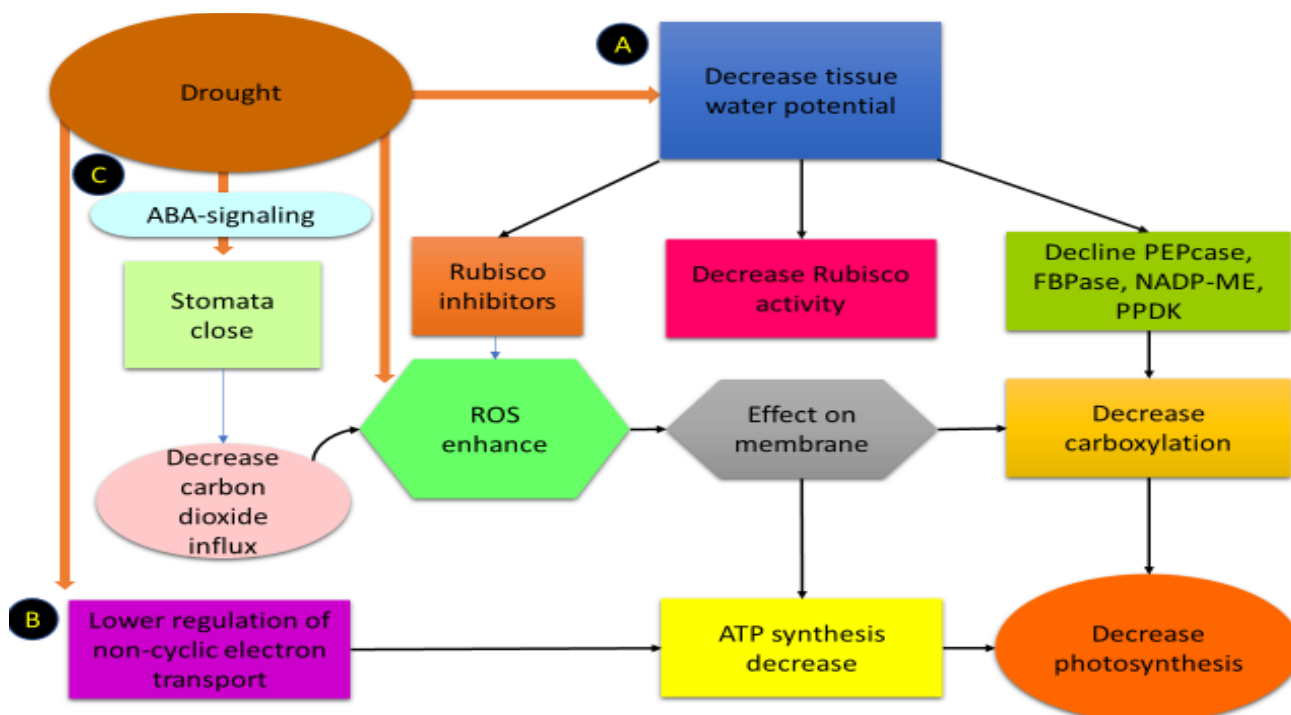 A
Drought
Decrease tissue
water potential
C
ABA-signaling
Stomata
close
Rubisco
inhibitors
Decrease Rubisco
activity
Decline PEPcase,
FBPase, NADP-ME,
PPDK
ROS
enhance
Effect on
membrane
Decrease
carboxylation
Decrease
carbon
dioxide
influx
B
Lower regulation of
non-cyclic electron
transport
ATP synthesis
decrease
Decrease
photosynthesis